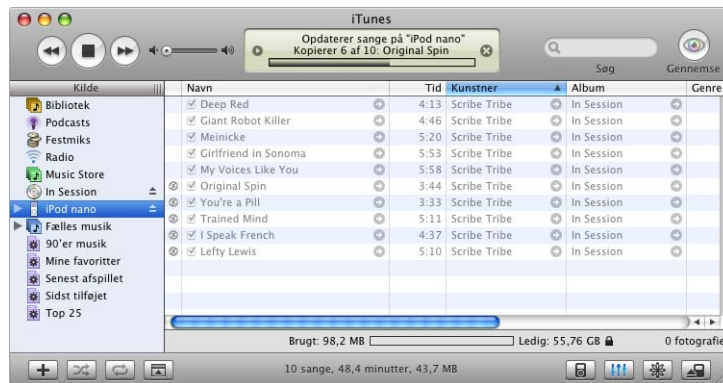 iTunes
Opdaterer sange på "iPod nano"
Kopierer 6 af 10: Original Spin
Søg
Gennemse
Kilde
Navn Tid Kunstner Album Genre
Bibliotek
Podcasts
Festmiks
Radio
Music Store
In Session
iPod nano
Fælles musik
90'er musik
Mine favoritter
Senest afspillet
Sidst tilføjet
Top 25
Deep Red 4:13 Scribe Tribe In Session
Giant Robot Killer 4:46 Scribe Tribe In Session
Meinicke 5:20 Scribe Tribe In Session
Girlfriend in Sonoma 5:53 Scribe Tribe In Session
My Voices Like You 5:58 Scribe Tribe In Session
Original Spin 3:44 Scribe Tribe In Session
You're a Pill 3:33 Scribe Tribe In Session
Trained Mind 5:11 Scribe Tribe In Session
I Speak French 4:37 Scribe Tribe In Session
Lefty Lewis 5:10 Scribe Tribe In Session
Brugt: 98,2 MB Ledig: 55,76 GB 0 fotografie
10 sange, 48,4 minutter, 43,7 MB